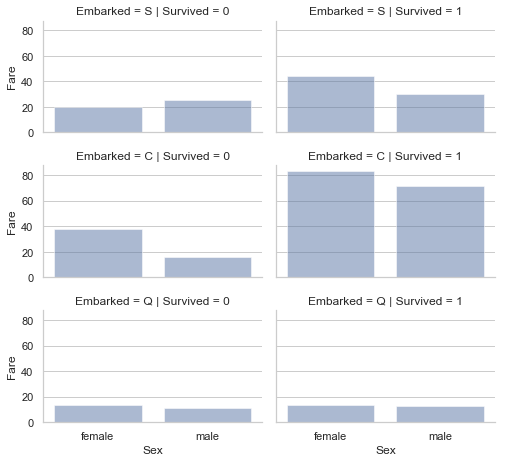 Embarked = S | Survived = 0
Embarked = S | Survived = 1
80
60
Fare
40
20
0
Embarked = C | Survived = 0
Embarked = C | Survived = 1
80
60
Fare
40
20
0
Embarked = Q | Survived = 0
Embarked = Q | Survived = 1
80
60
Fare
40
20
0
female
male
female
male
Sex
Sex